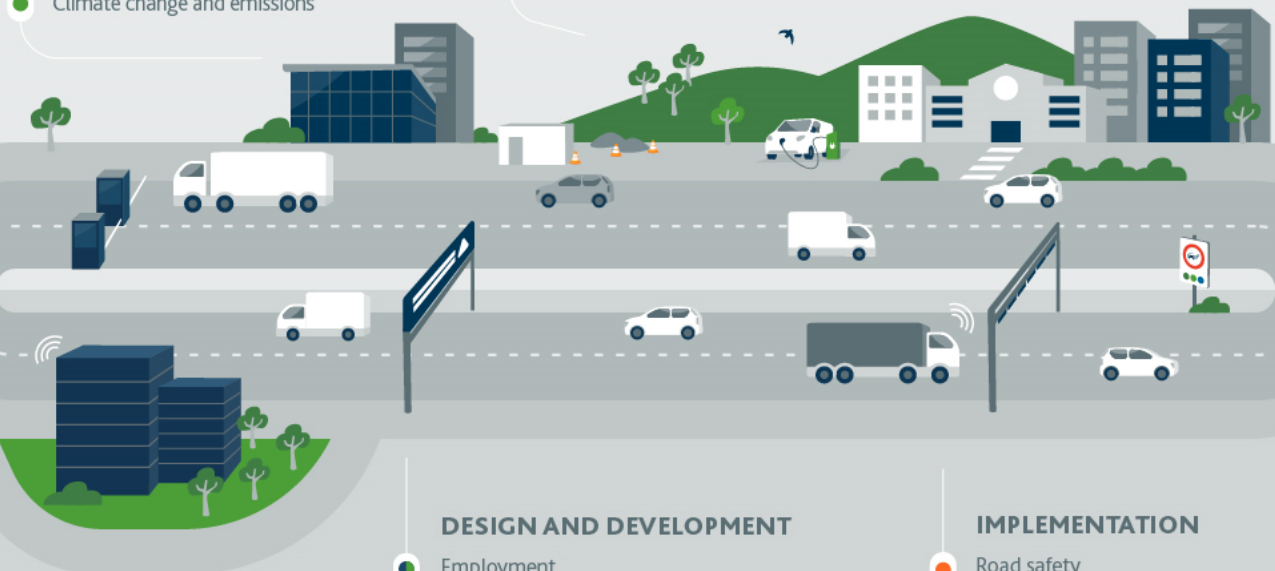 Climate change and emissions
DESIGN AND DEVELOPMENT
Employment
IMPLEMENTATION
Road safety